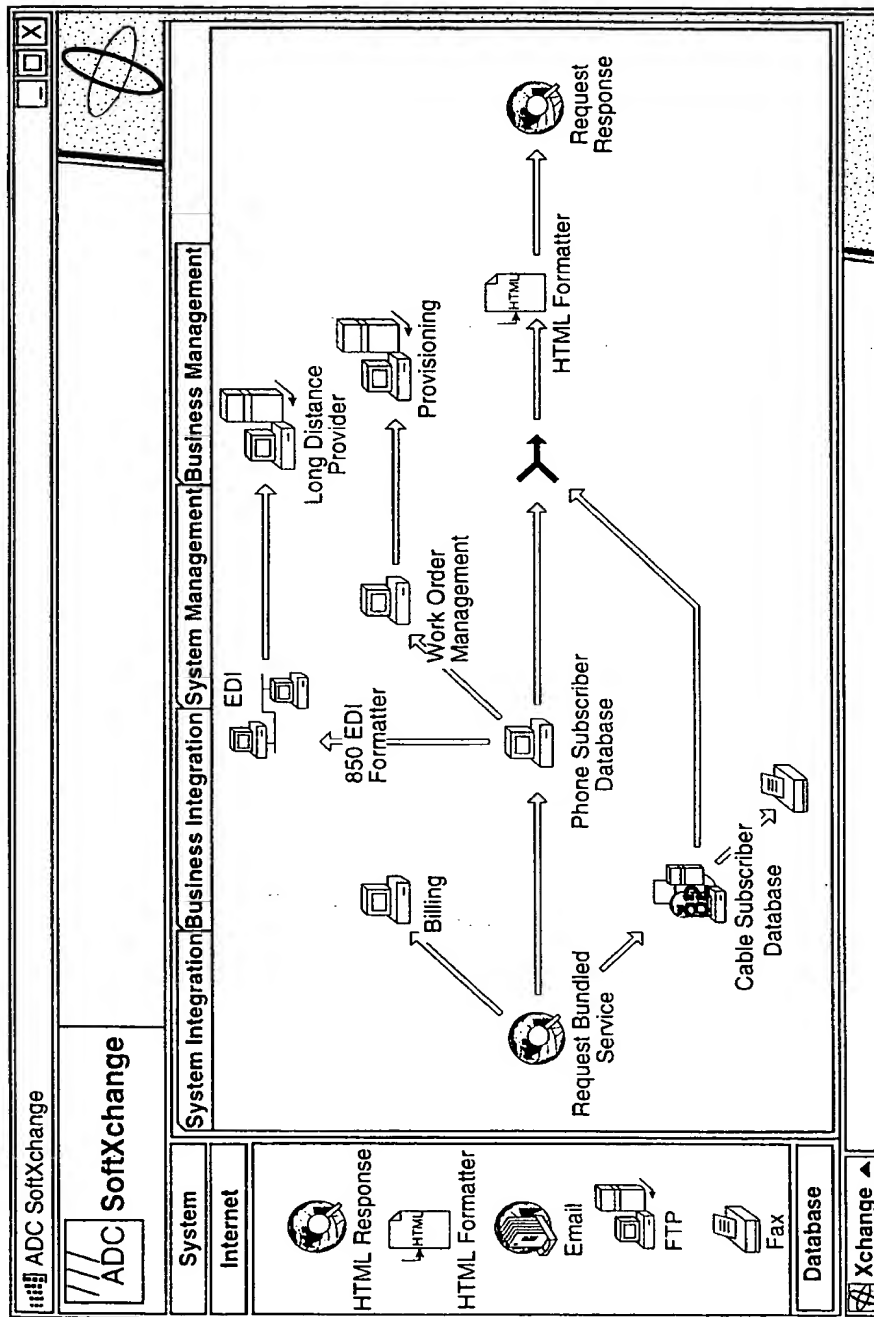 ADC SoftXchange
ADC SoftXchange
System
Internet
HTML Response
HTML
HTML Formatter
Email
FTP
Fax
Database
Xchange
System Integration
Business Integration
System Management
Business Management
EDI
Long Distance
Provider
850 EDI
Formatter
Billing
Work Order
Management
Provisioning
Request Bundled
Service
Phone Subscriber
Database
HTML
HTML Formatter
Request
Response
Cable Subscriber
Database